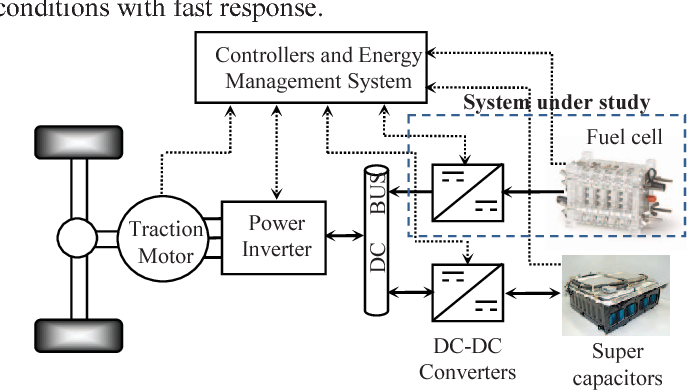 conditions with fast response.
Controllers and Energy
Management System
System under study
Fuel cell
DC BUS
Traction
Motor
Power
Inverter
DC-DC
Converters
Super
capacitors